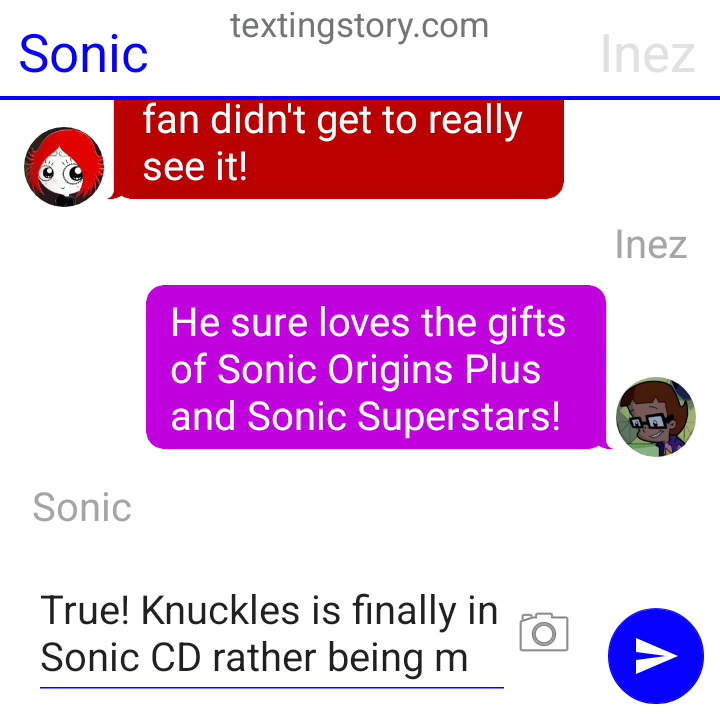 textingstory.com
Sonic
Inez
fan didn't get to really
see it!
Inez
He sure loves the gifts
of Sonic Origins Plus
and Sonic Superstars!
Sonic
True! Knuckles is finally in
Sonic CD rather being m